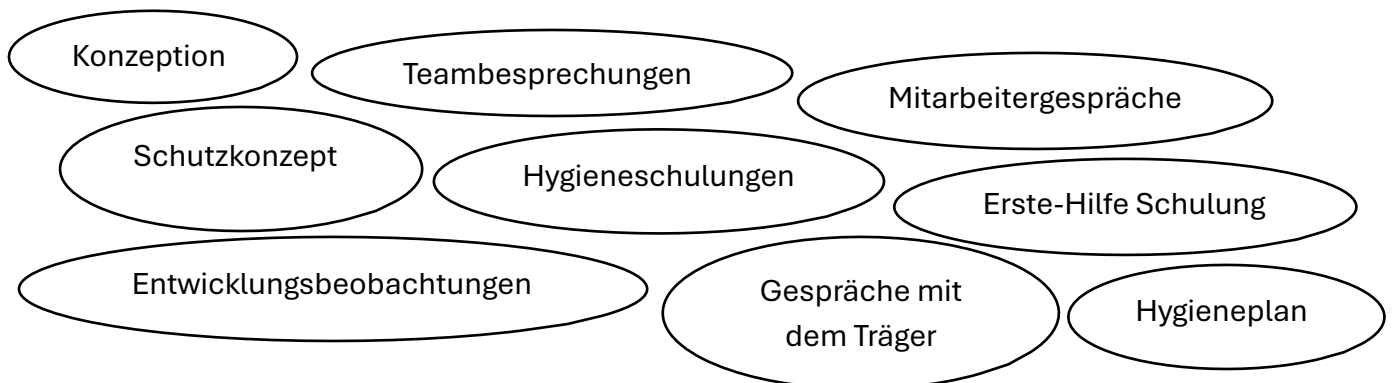 Konzeption
Teambesprechungen
Mitarbeitergespräche
Schutzkonzept
Hygieneschulungen
Erste-Hilfe Schulung
Entwicklungsbeobachtungen
Gespräche mit
dem Träger
Hygieneplan